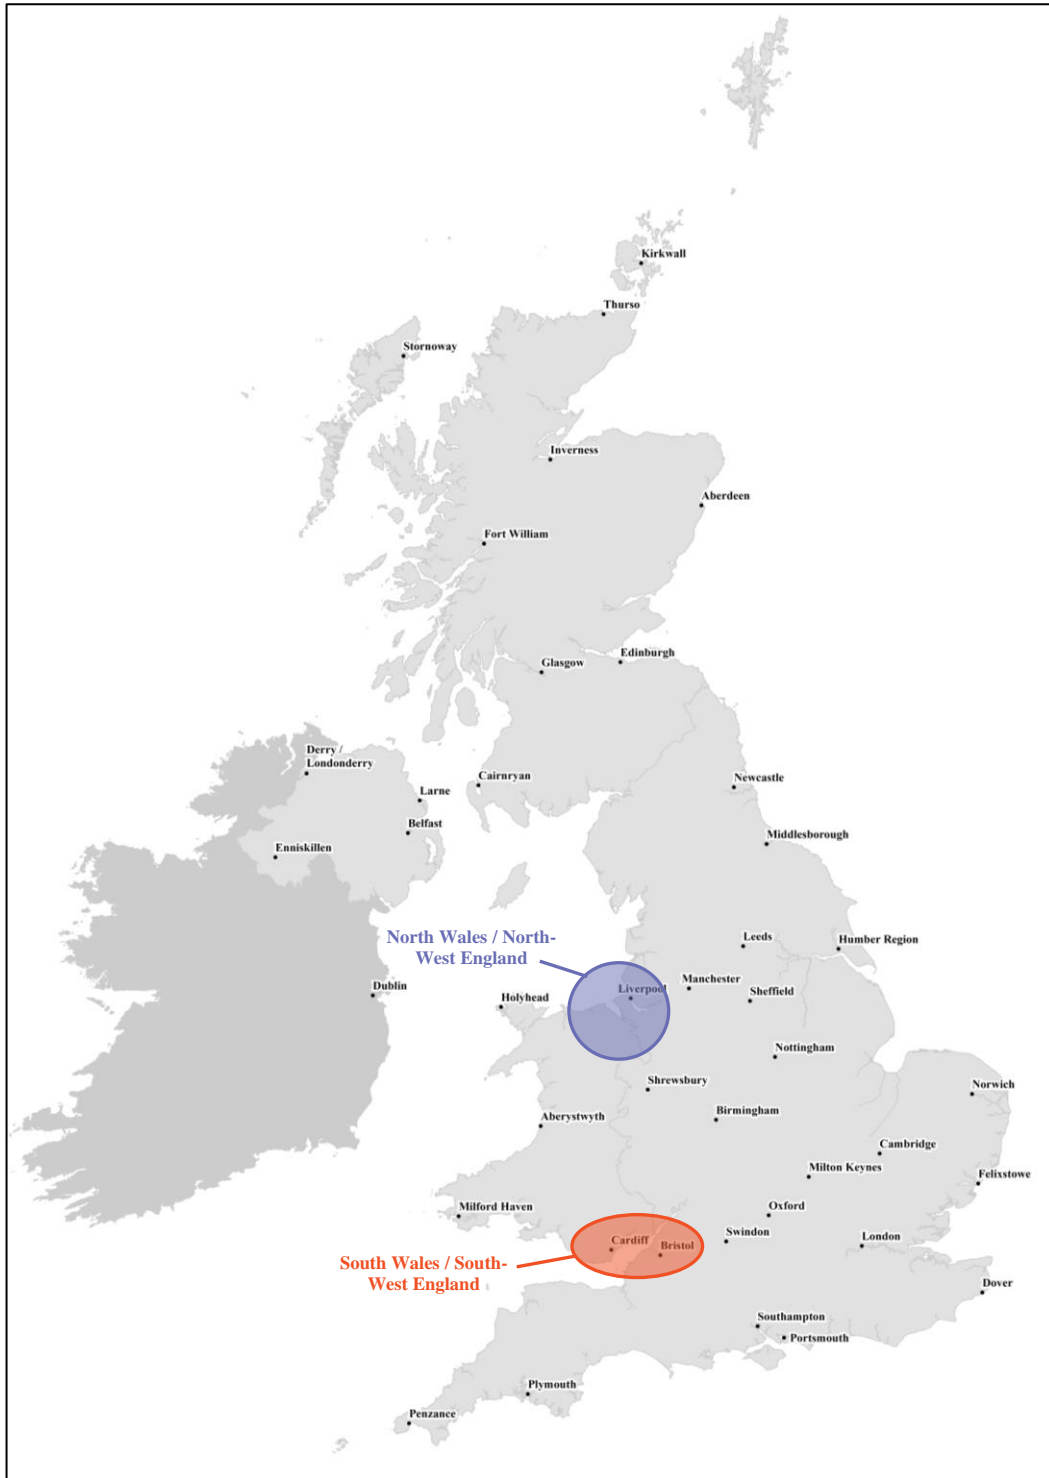 Kirkwall
Thurso
Stornoway
Inverness
Aberdeen
Fort William
Edinburgh
Glasgow
Derry /
Londonderry
Cairnryan
Newcastle
Larne
Belfast
Middlesborough
Enniskillen
North Wales / North-
West England
Leeds
Humber Region
Dublin
Holyhead
Liverpool
Manchester
Sheffield
Nottingham
Shrewsbury
Norwich
Birmingham
Aberystwyth
Cambridge
Milton Keynes
Felixstowe
Milford Haven
Oxford
Cardiff
Bristol
Swindon
London
South Wales / South-
West England
Dover
Southampton
Portsmouth
Plymouth
Penzance